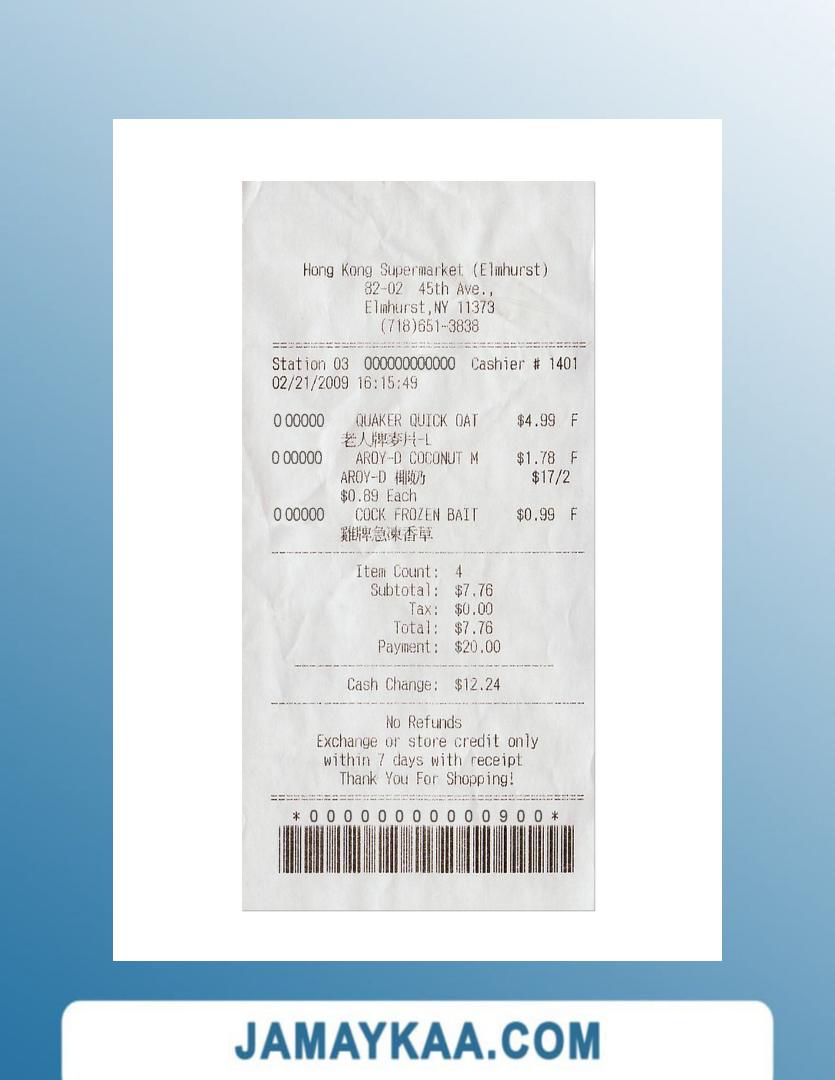 Hong Kong Supermarket (Elmhurst)
82-02 45th Ave.,
Elmhurst,NY 11373
(718)651-3838
Station 03 000000000000 Cashier # 1401
02/21/2009 16:15:49
0 00000 QUAKER QUICK OAT $4.99 F
老人牌麥片-L
0 00000 AROY-D COCONUT M $1.78 F
AROY-D 椰奶 $17/2
$0.89 Each
0 00000 COCK FROZEN BAIT $0.99 F
雞牌急凍香草
Item Count: 4
Subtotal: $7.76
Tax: $0.00
Total: $7.76
Payment: $20.00
Cash Change: $12.24
No Refunds
Exchange or store credit only
within 7 days with receipt
Thank You For Shopping!
*00000000000900*
JAMAYKAA.COM